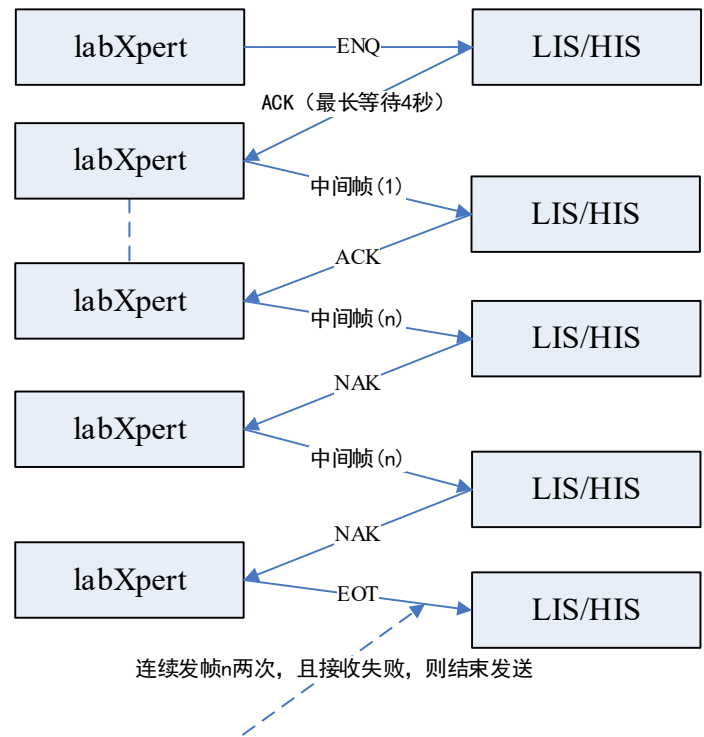 labXpert
ENQ
LIS/HIS
ACK（最长等待4秒）
labXpert
中间帧(1)
LIS/HIS
ACK
labXpert
中间帧(n)
LIS/HIS
NAK
labXpert
中间帧(n)
LIS/HIS
NAK
labXpert
EOT
LIS/HIS
连续发帧n两次，且接收失败，则结束发送